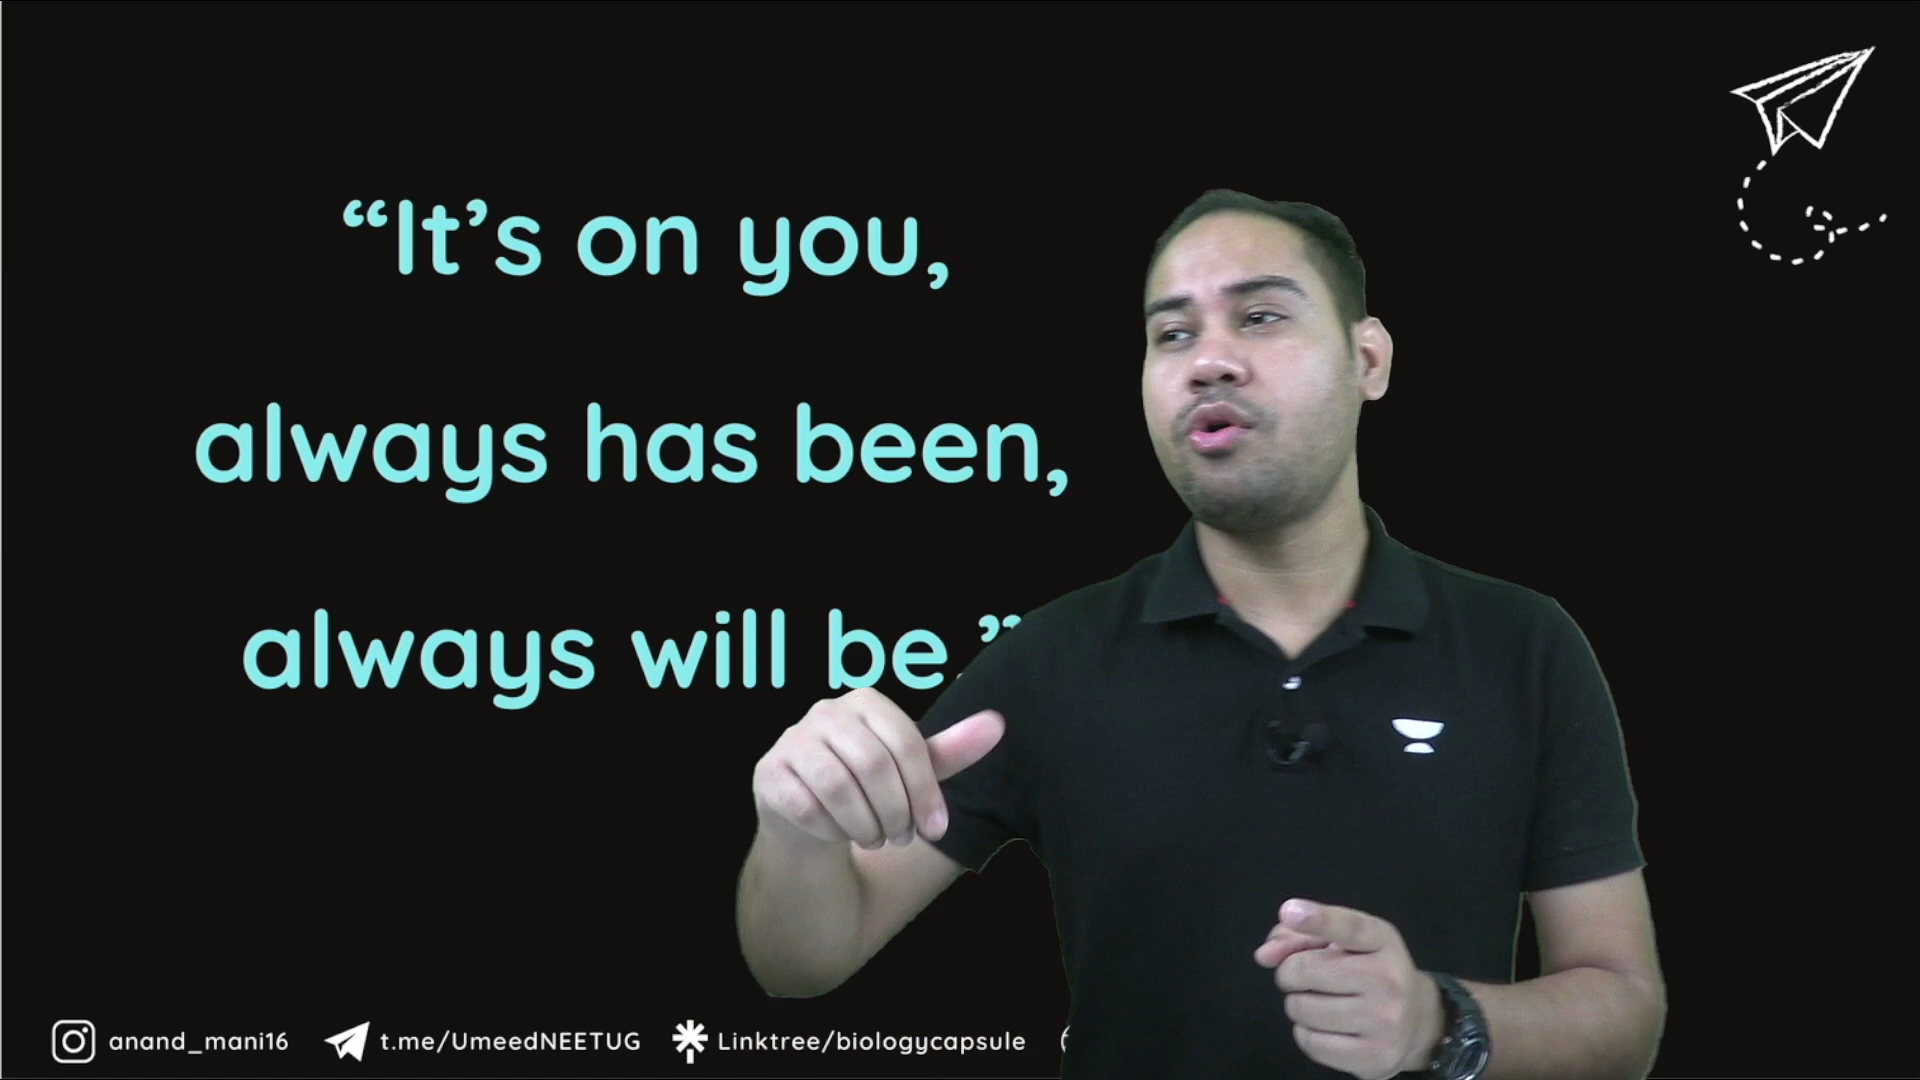 “It’s on you,
always has been,
always will be.”
anand_mani16 t.me/UmeedNEETUG Linktree/biologycapsule